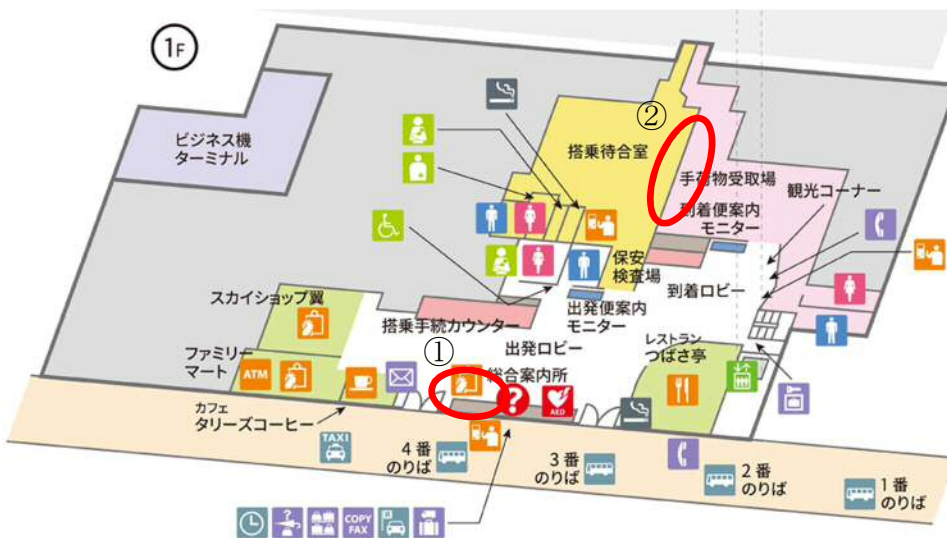 1F
ビジネス機
ターミナル
②
搭乗待合室
手荷物受取場
到着便案内
モニター
観光コーナー
保安
検査場
到着ロビー
スカイショップ翼
搭乗手続カウンター
出発便案内
モニター
出発ロビー
レストラン
つばさ亭
ファミリー
マート
ATM
①
総合案内所
?
AED
カフェ
タリーズコーヒー
TAXI
4番
のりば
3番
のりば
2番
のりば
1番
のりば
?
COPY
FAX
P